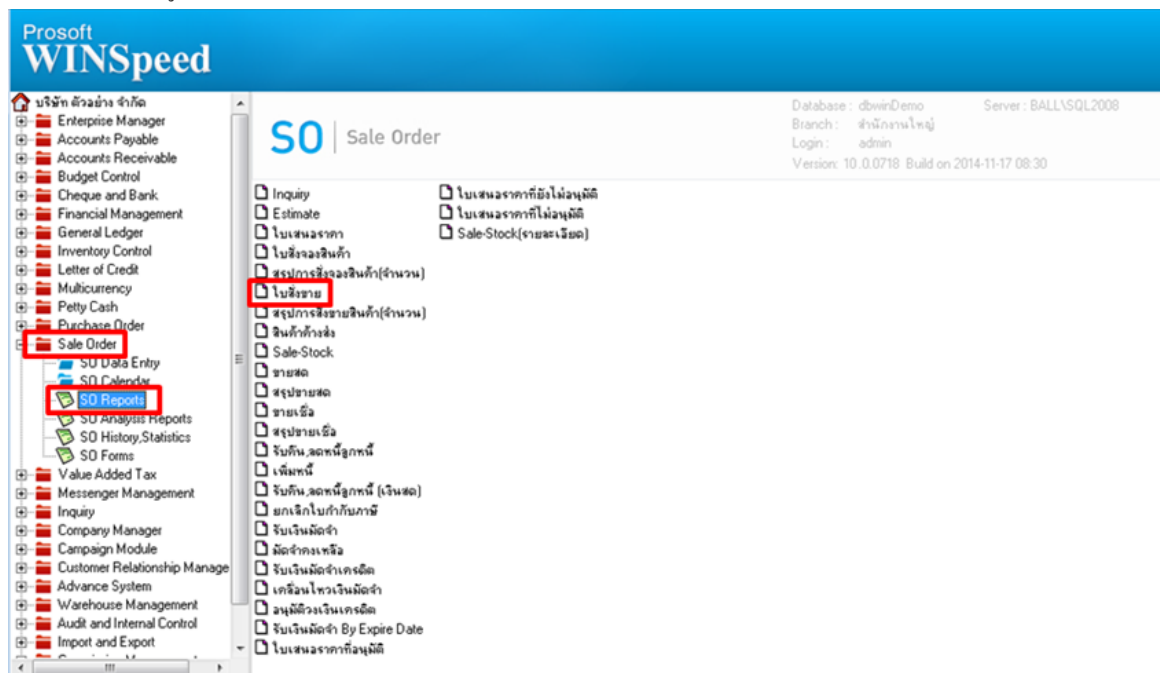 Prosoft
WINSpeed
บริษัท ตัวอย่าง จำกัด
Enterprise Manager
Accounts Payable
Accounts Receivable
Budget Control
Cheque and Bank
Financial Management
General Ledger
Inventory Control
Letter of Credit
Multicurrency
Petty Cash
Purchase Order
Sale Order
SO Data Entry
SO Calendar
SO Reports
SO Analysis Reports
SO History,Statistics
SO Forms
Value Added Tax
Messenger Management
Inquiry
Company Manager
Campaign Module
Customer Relationship Manage
Advance System
Warehouse Management
Audit and Internal Control
Import and Export
SO Sale Order
Database : dbwinDemo Server : BALL\SQL2008
Branch : สำนักงานใหญ่
Login : admin
Version: 10.0.0718 Build on 2014-11-17 08:30
Inquiry
Estimate
ใบเสนอราคา
ใบสั่งจองสินค้า
สรุปการสั่งจองสินค้า(จำนวน)
ใบสั่งขาย
สรุปการสั่งขายสินค้า(จำนวน)
สินค้าค้างส่ง
Sale-Stock
ขายสด
สรุปขายสด
ขายเชื่อ
สรุปขายเชื่อ
รับคืน,ลดหนี้ลูกหนี้
เพิ่มหนี้
รับคืน,ลดหนี้ลูกหนี้ (เงินสด)
ยกเลิกใบกำกับภาษี
รับเงินมัดจำ
มัดจำคงเหลือ
รับเงินมัดจำเครดิต
เคลื่อนไหวเงินมัดจำ
อนุมัติวงเงินเครดิต
รับเงินมัดจำ By Expire Date
ใบเสนอราคาที่อนุมัติ
ใบเสนอราคาที่ยังไม่อนุมัติ
ใบเสนอราคาที่ไม่อนุมัติ
Sale-Stock(รายละเอียด)